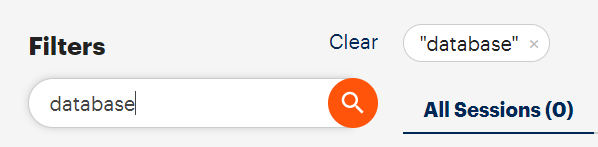 Filters
Clear
"database" ×
database
All Sessions (0)